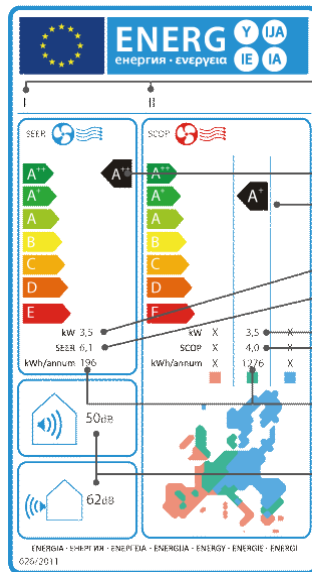 ENERG Y IJA
енергия · ενεργεια IE IA
I II
SEER SCOP
A++ A++
A+ A+
A A
B B
C C
D D
E E
A++
A+
kW 3,5 kW X 3,5 X
SEER 6,1 SCOP X 4,0 X
kWh/annum 196 kWh/annum X 1276 X
50dB
62dB
ENERGIA · ЕНЕРГИЯ · ΕΝΕΡΓΕΙΑ · ENERGIJA · ENERGY · ENERGIE · ENERGI
626/2011